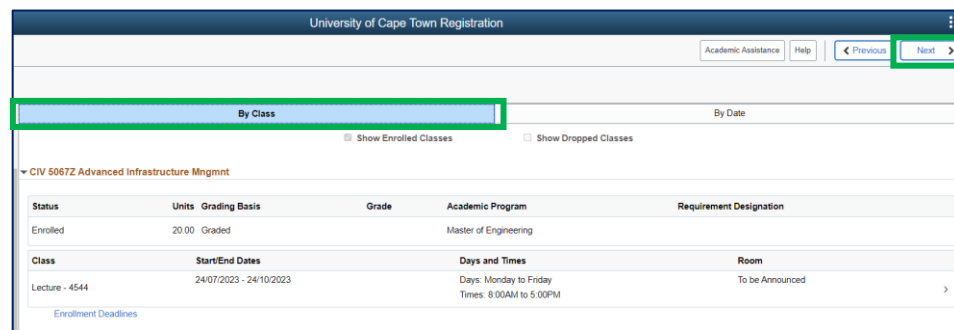 University of Cape Town Registration
Academic Assistance Help Previous Next
By Class By Date
Show Enrolled Classes Show Dropped Classes
CIV 5067Z Advanced Infrastructure Mngmnt
Status Units Grading Basis Grade Academic Program Requirement Designation
Enrolled 20.00 Graded Master of Engineering
Class Start/End Dates Days and Times Room
Lecture - 4544 24/07/2023 - 24/10/2023 Days: Monday to Friday To be Announced
Times: 8:00AM to 5:00PM
Enrollment Deadlines